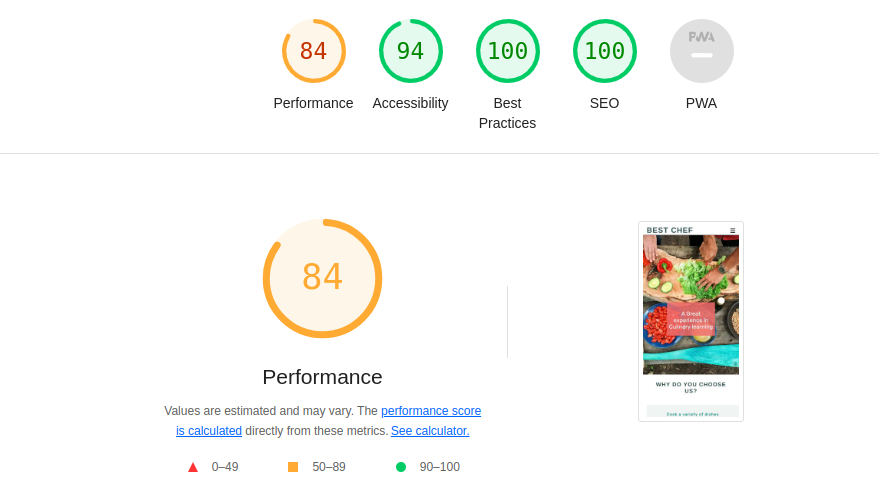 84
94
100
100
PWA
Performance
Accessibility
Best
Practices
SEO
PWA
84
Performance
Values are estimated and may vary. The performance score
is calculated directly from these metrics. See calculator.
0–49
50–89
90–100
BEST CHEF
A Great
experience in
Culinary learning
WHY DO YOU CHOOSE
US?
Cook a variety of dishes